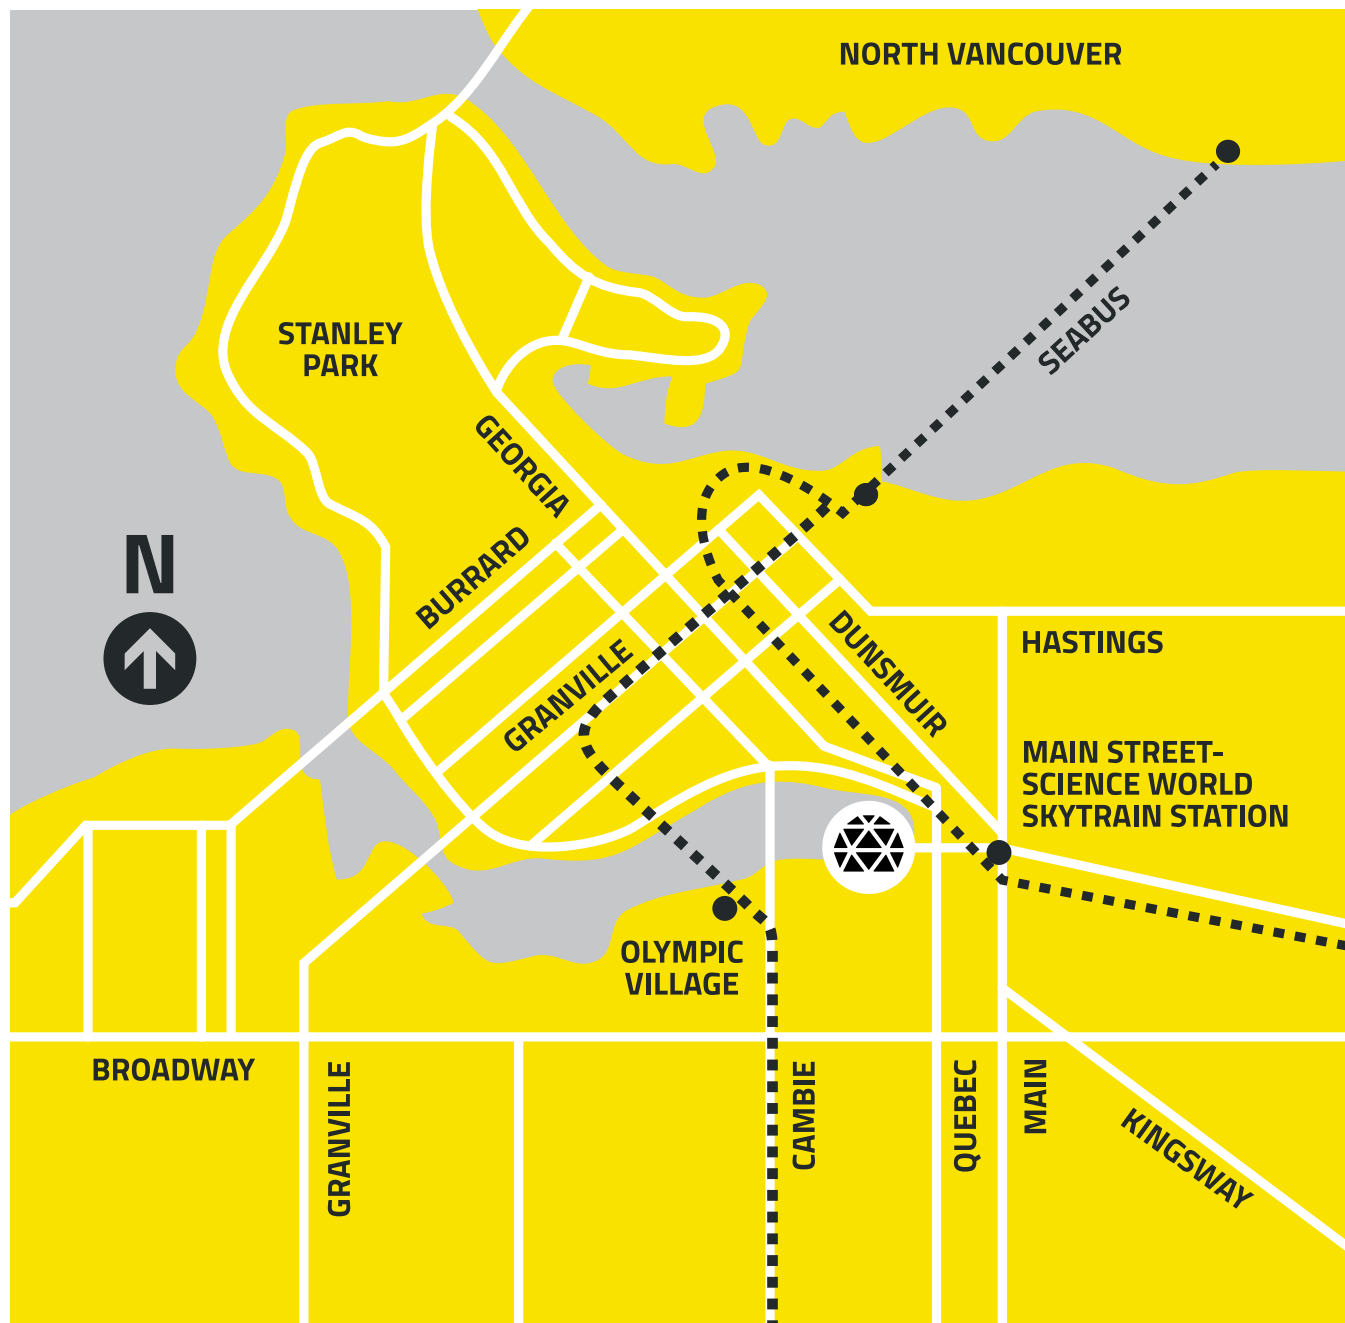 NORTH VANCOUVER
STANLEY
PARK
SEABUS
GEORGIA
BURRARD
N
GRANVILLE
DUNSMUIR
HASTINGS
MAIN STREET-
SCIENCE WORLD
SKYTRAIN STATION
OLYMPIC
VILLAGE
BROADWAY
GRANVILLE
CAMBIE
QUEBEC
MAIN
KINGSWAY